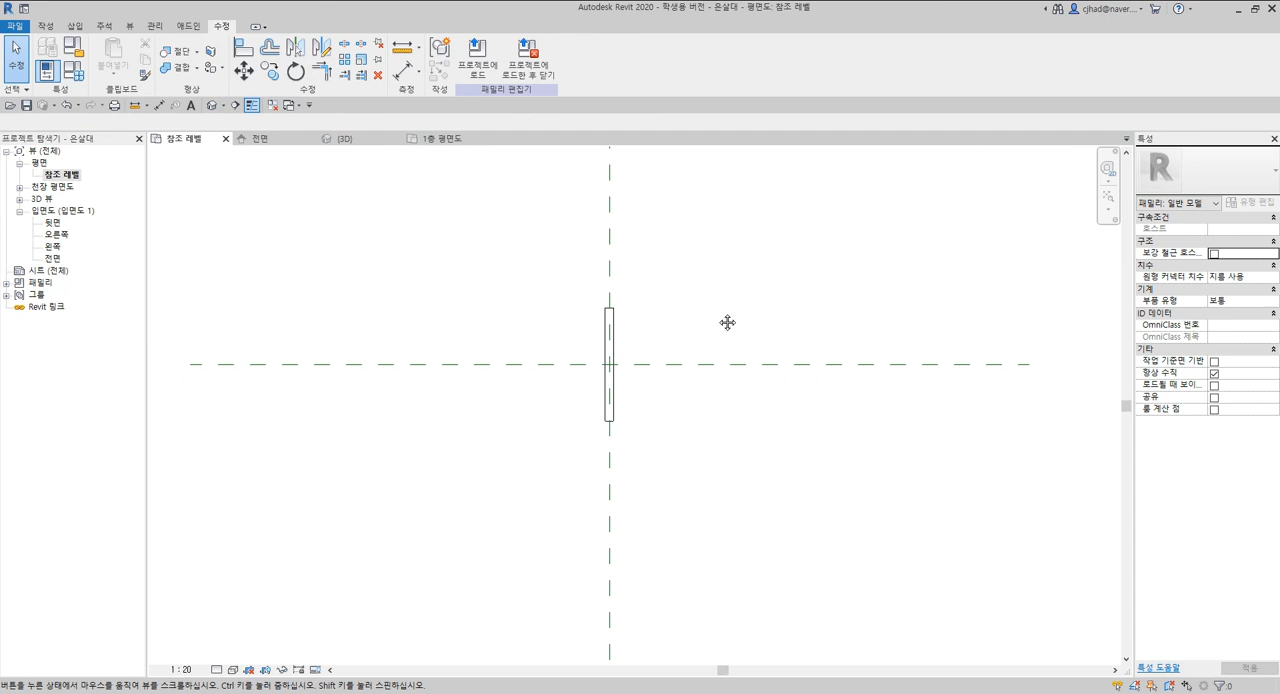 Autodesk Revit 2020 - 학생용 버전 - 온살대 - 평면도: 참조 레벨
cjhad@naver....
파일 작성 삽입 주석 뷰 관리 애드인 수정
수정
붙여넣기
절단
결합
프로젝트에 로드
프로젝트에 로드한 후 닫기
선택 특성 클립보드 형상 수정 측정 작성 패밀리 편집기
프로젝트 탐색기 - 온살대
참조 레벨 전면 (3D) 1층 평면도
특성
뷰 (전체)
평면
참조 레벨
천장 평면도
3D 뷰
입면도 (입면도 1)
뒷면
오른쪽
왼쪽
전면
시트 (전체)
패밀리
그룹
Revit 링크
패밀리: 일반 모델 유형 편집
구속조건
호스트
구조
보강 철근 호스...
치수
원형 커넥터 치수 지름 사용
기계
부품 유형 보통
ID 데이터
OmniClass 번호
OmniClass 제목
기타
작업 기준면 기반
항상 수직
로드될 때 보이...
공유
룸 계산 점
특성 도움말 적용
1 : 20
버튼을 누른 상태에서 마우스를 움직여 뷰를 스크롤하십시오. Ctrl 키를 눌러 줌하십시오. Shift 키를 눌러 스핀하십시오.
:0